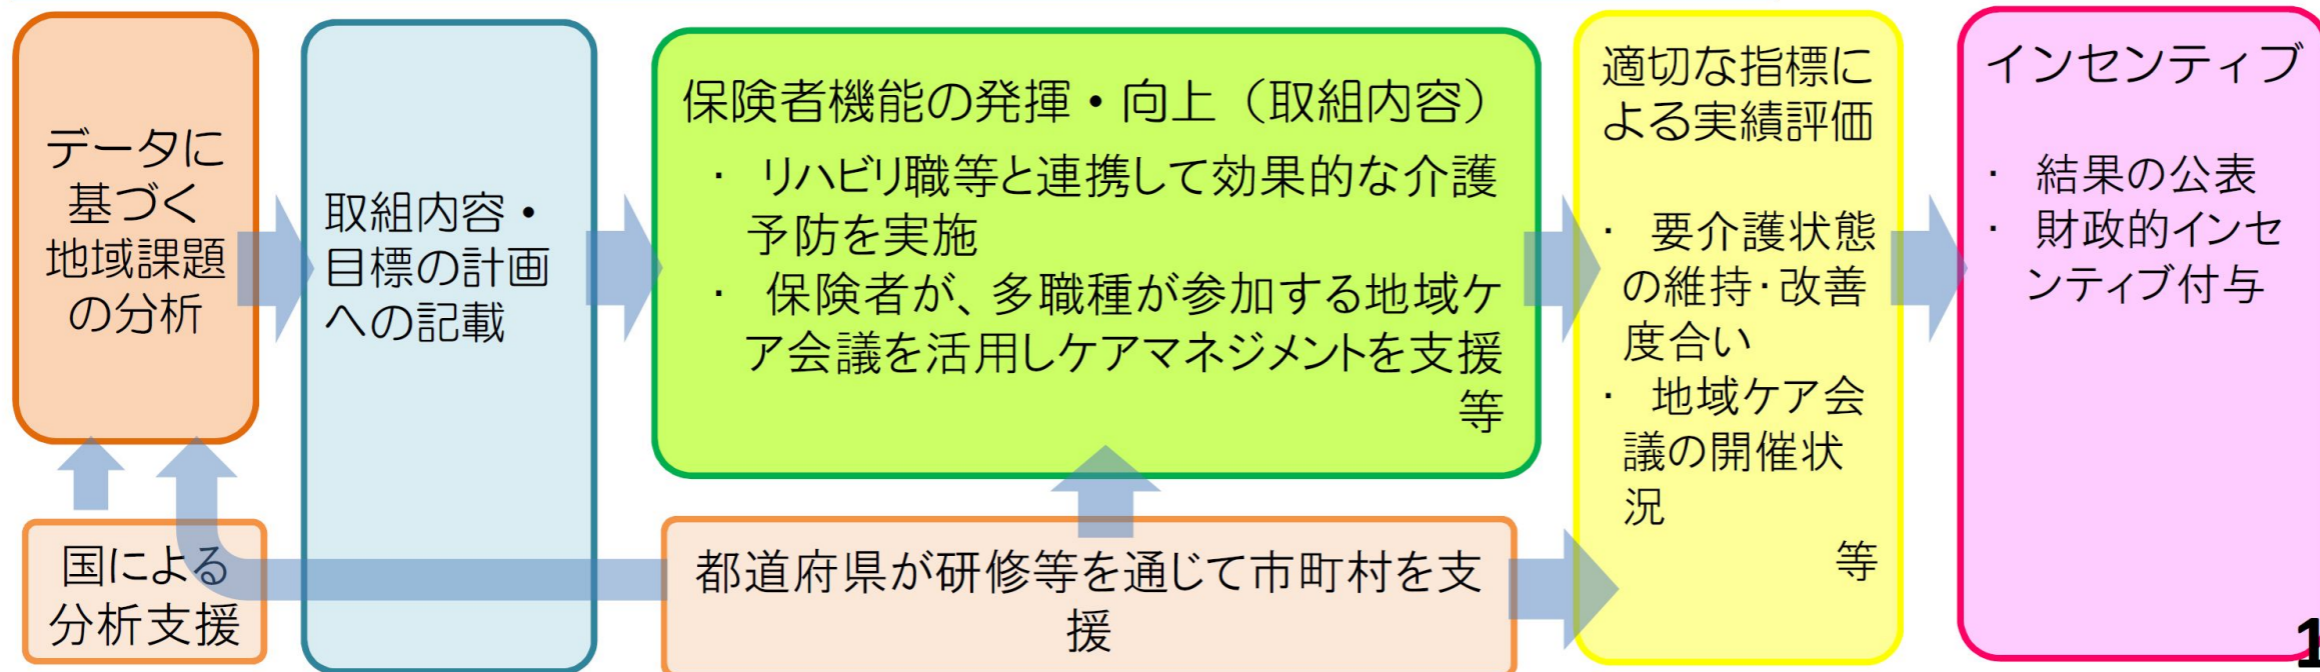 データに
基づく
地域課題
の分析
国による
分析支援
取組内容・
目標の計画
への記載
保険者機能の発揮・向上（取組内容）
・ リハビリ職等と連携して効果的な介護
予防を実施
・ 保険者が、多職種が参加する地域ケ
ア会議を活用しケアマネジメントを支援
等
都道府県が研修等を通じて市町村を支
援
適切な指標に
よる実績評価
・ 要介護状態
の維持・改善
度合い
・ 地域ケア会
議の開催状
況
等
インセンティブ
・ 結果の公表
・ 財政的インセ
ンティブ付与
1